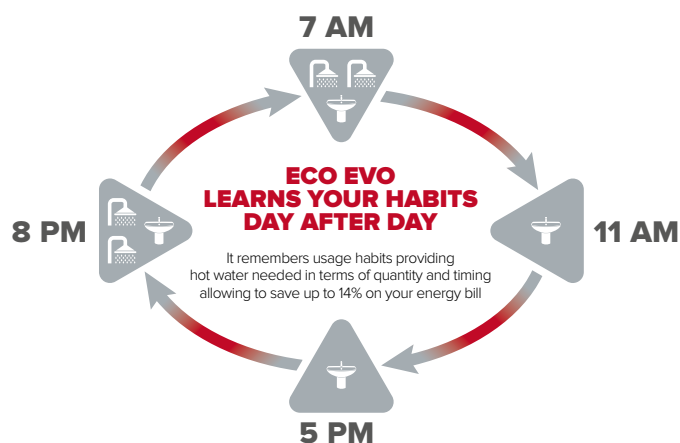 7 AM
ECO EVO
LEARNS YOUR HABITS
DAY AFTER DAY
8 PM
11 AM
It remembers usage habits providing
hot water needed in terms of quantity and timing
allowing to save up to 14% on your energy bill
5 PM